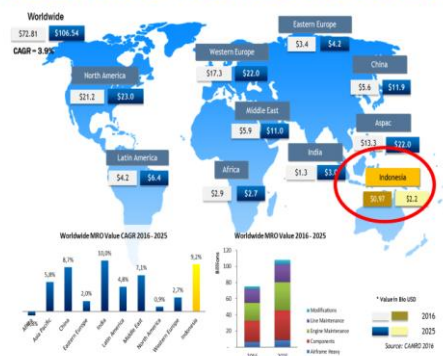 Worldwide
$72.81 $106.54
CAGR = 3.9%
Eastern Europe
$3.4 $4.2
Western Europe
$17.3 $22.0
China
$5.6 $11.9
North America
$21.2 $23.0
Middle East
$5.9 $11.0
Aspac
$13.3 $22.0
India
$1.3
Latin America
$4.2 $6.4
Africa
$2.9 $2.7
Indonesia
$0.97 $2.2
Worldwide MRO Value CAGR 2016 - 2025
5,8%
8,7%
2,0%
10,0%
4,8%
7,1%
0,9%
2,7%
9,2%
Africa
Asia Pacific
China
Eastern Europe
India
Latin America
Middle East
North America
Western Europe
Indonesia
Worldwide MRO Value 2016 - 2025
Billions
120
100
80
60
40
20
0
Modifications
Line Maintenance
Engine Maintenance
Components
Airframe Heavy
* Value in Bio USD
2016
2025
Source: CAMRO 2016